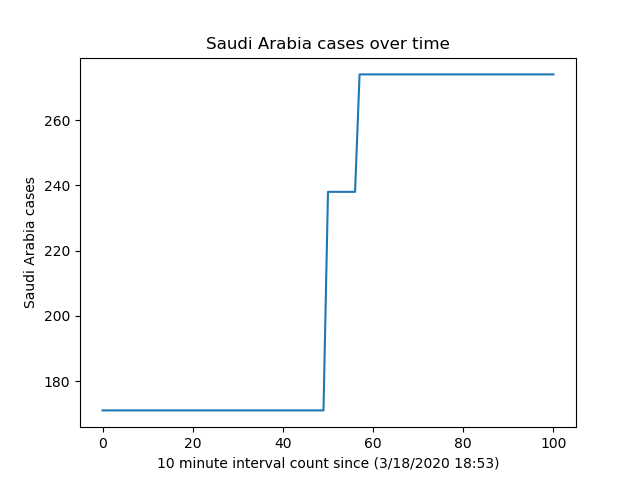 Saudi Arabia cases over time
260
240
220
200
180
Saudi Arabia cases
0 20 40 60 80 100
10 minute interval count since (3/18/2020 18:53)